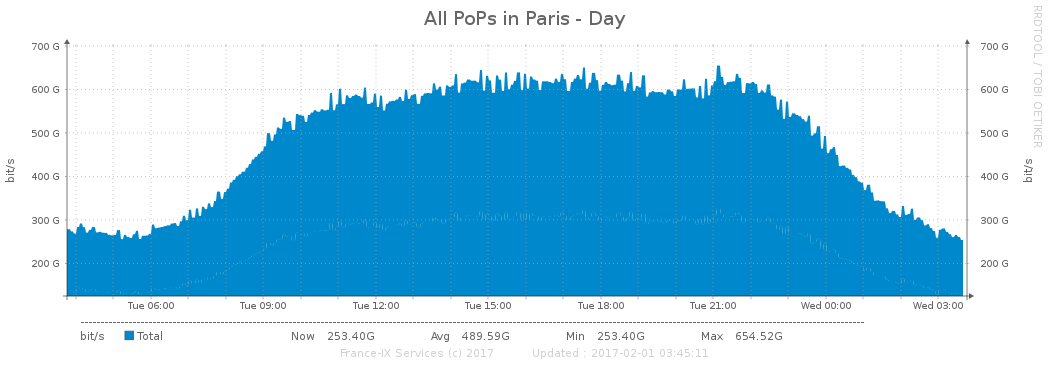 All PoPs in Paris - Day
RRDTOOL / TOBI OETIKER
700 G 700 G
600 G 600 G
500 G 500 G
400 G 400 G
300 G 300 G
200 G 200 G
bit/s bit/s
Tue 06:00 Tue 09:00 Tue 12:00 Tue 15:00 Tue 18:00 Tue 21:00 Wed 00:00 Wed 03:00
bit/s Total Now 253.40G Avg 489.59G Min 253.40G Max 654.52G
France-IX Services (c) 2017 Updated : 2017-02-01 03:45:11